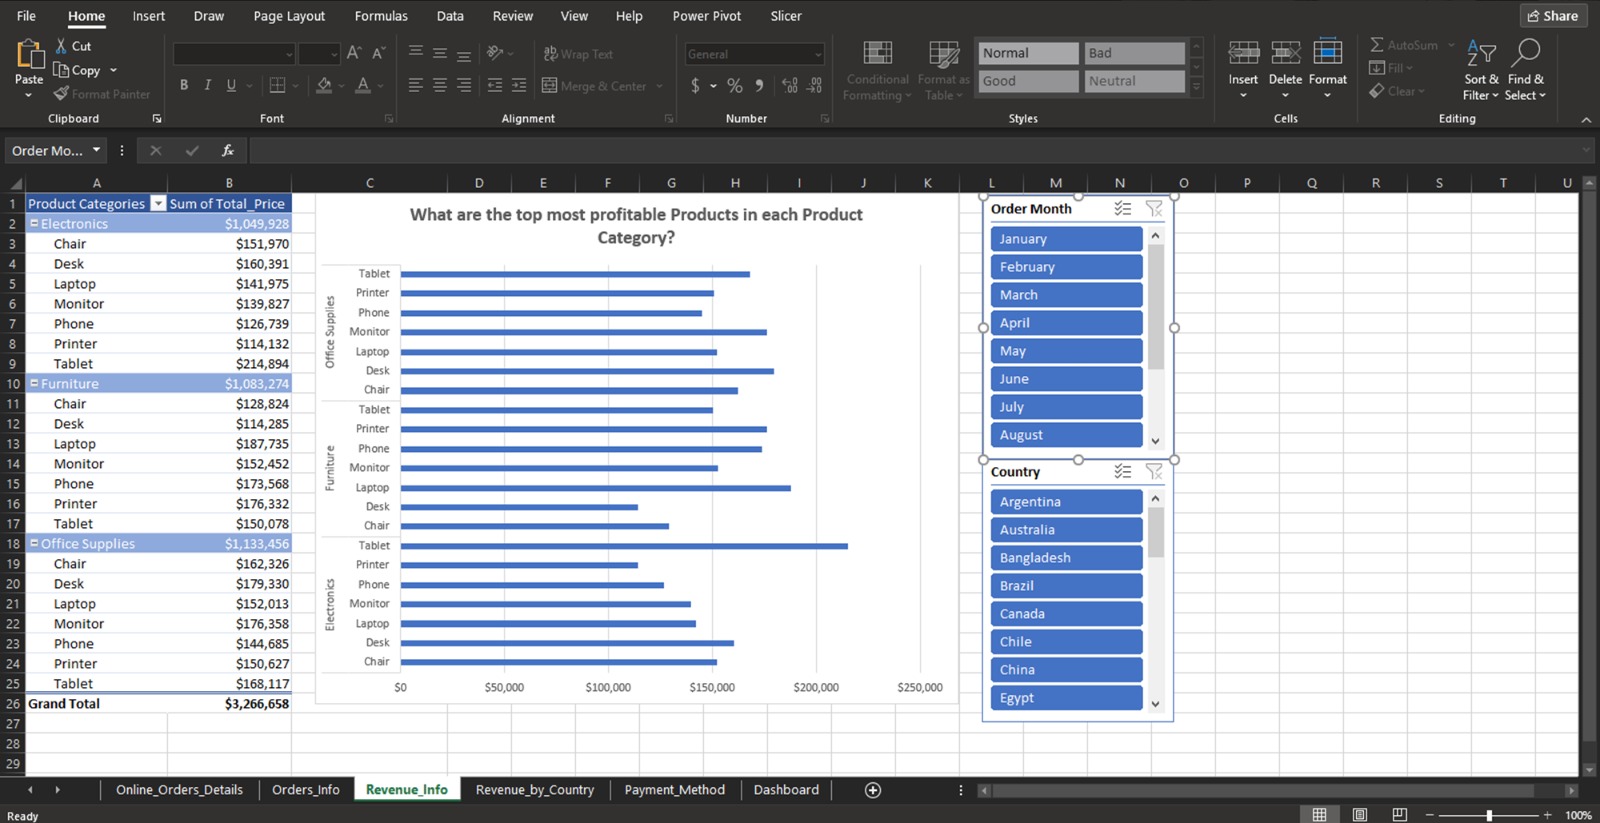 File Home Insert Draw Page Layout Formulas Data Review View Help Power Pivot Slicer Share
Cut
Copy
Format Painter
Paste
Clipboard
B I U A
Font
Wrap Text
Merge & Center
Alignment
General
$ % 9
Number
Conditional Formatting
Format as Table
Normal Bad
Good Neutral
Styles
Insert Delete Format
Cells
AutoSum
Fill
Clear
Sort & Filter
Find & Select
Editing
Order Mo... fx
A B C D E F G H I J K L M N O P Q R S T U
1 Product Categories Sum of Total_Price
2 Electronics $1,049,928
3 Chair $151,970
4 Desk $160,391
5 Laptop $141,975
6 Monitor $139,827
7 Phone $126,739
8 Printer $114,132
9 Tablet $214,894
10 Furniture $1,083,274
11 Chair $128,824
12 Desk $114,285
13 Laptop $187,735
14 Monitor $152,452
15 Phone $173,568
16 Printer $176,332
17 Tablet $150,078
18 Office Supplies $1,133,456
19 Chair $162,326
20 Desk $179,330
21 Laptop $152,013
22 Monitor $176,358
23 Phone $144,685
24 Printer $150,627
25 Tablet $168,117
26 Grand Total $3,266,658
27
28
29
What are the top most profitable Products in each Product
Category?
Office Supplies
Tablet
Printer
Phone
Monitor
Laptop
Desk
Chair
Furniture
Tablet
Printer
Phone
Monitor
Laptop
Desk
Chair
Electronics
Tablet
Printer
Phone
Monitor
Laptop
Desk
Chair
$0 $50,000 $100,000 $150,000 $200,000 $250,000
Order Month
January
February
March
April
May
June
July
August
Country
Argentina
Australia
Bangladesh
Brazil
Canada
Chile
China
Egypt
Online_Orders_Details Orders_Info Revenue_Info Revenue_by_Country Payment_Method Dashboard
Ready 100%